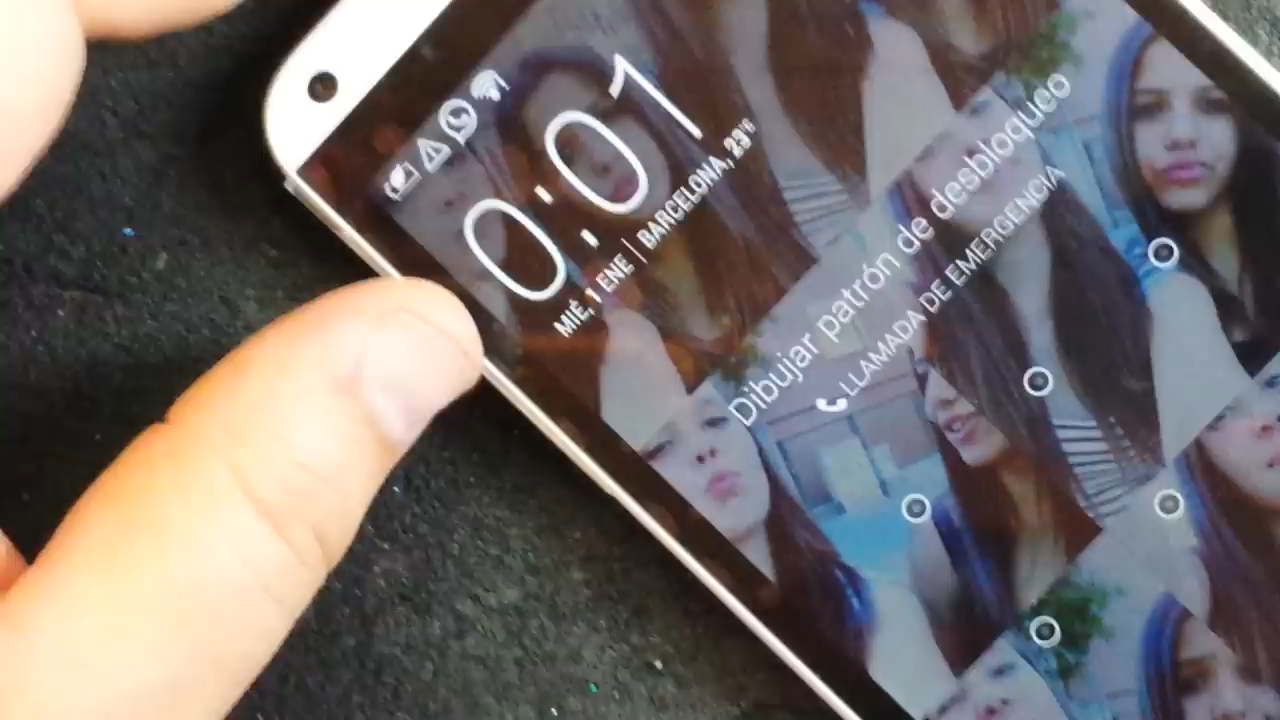 0:01
MIÉ, 1 ENE | BARCELONA, 23°
Dibujar patrón de desbloqueo
LLAMADA DE EMERGENCIA